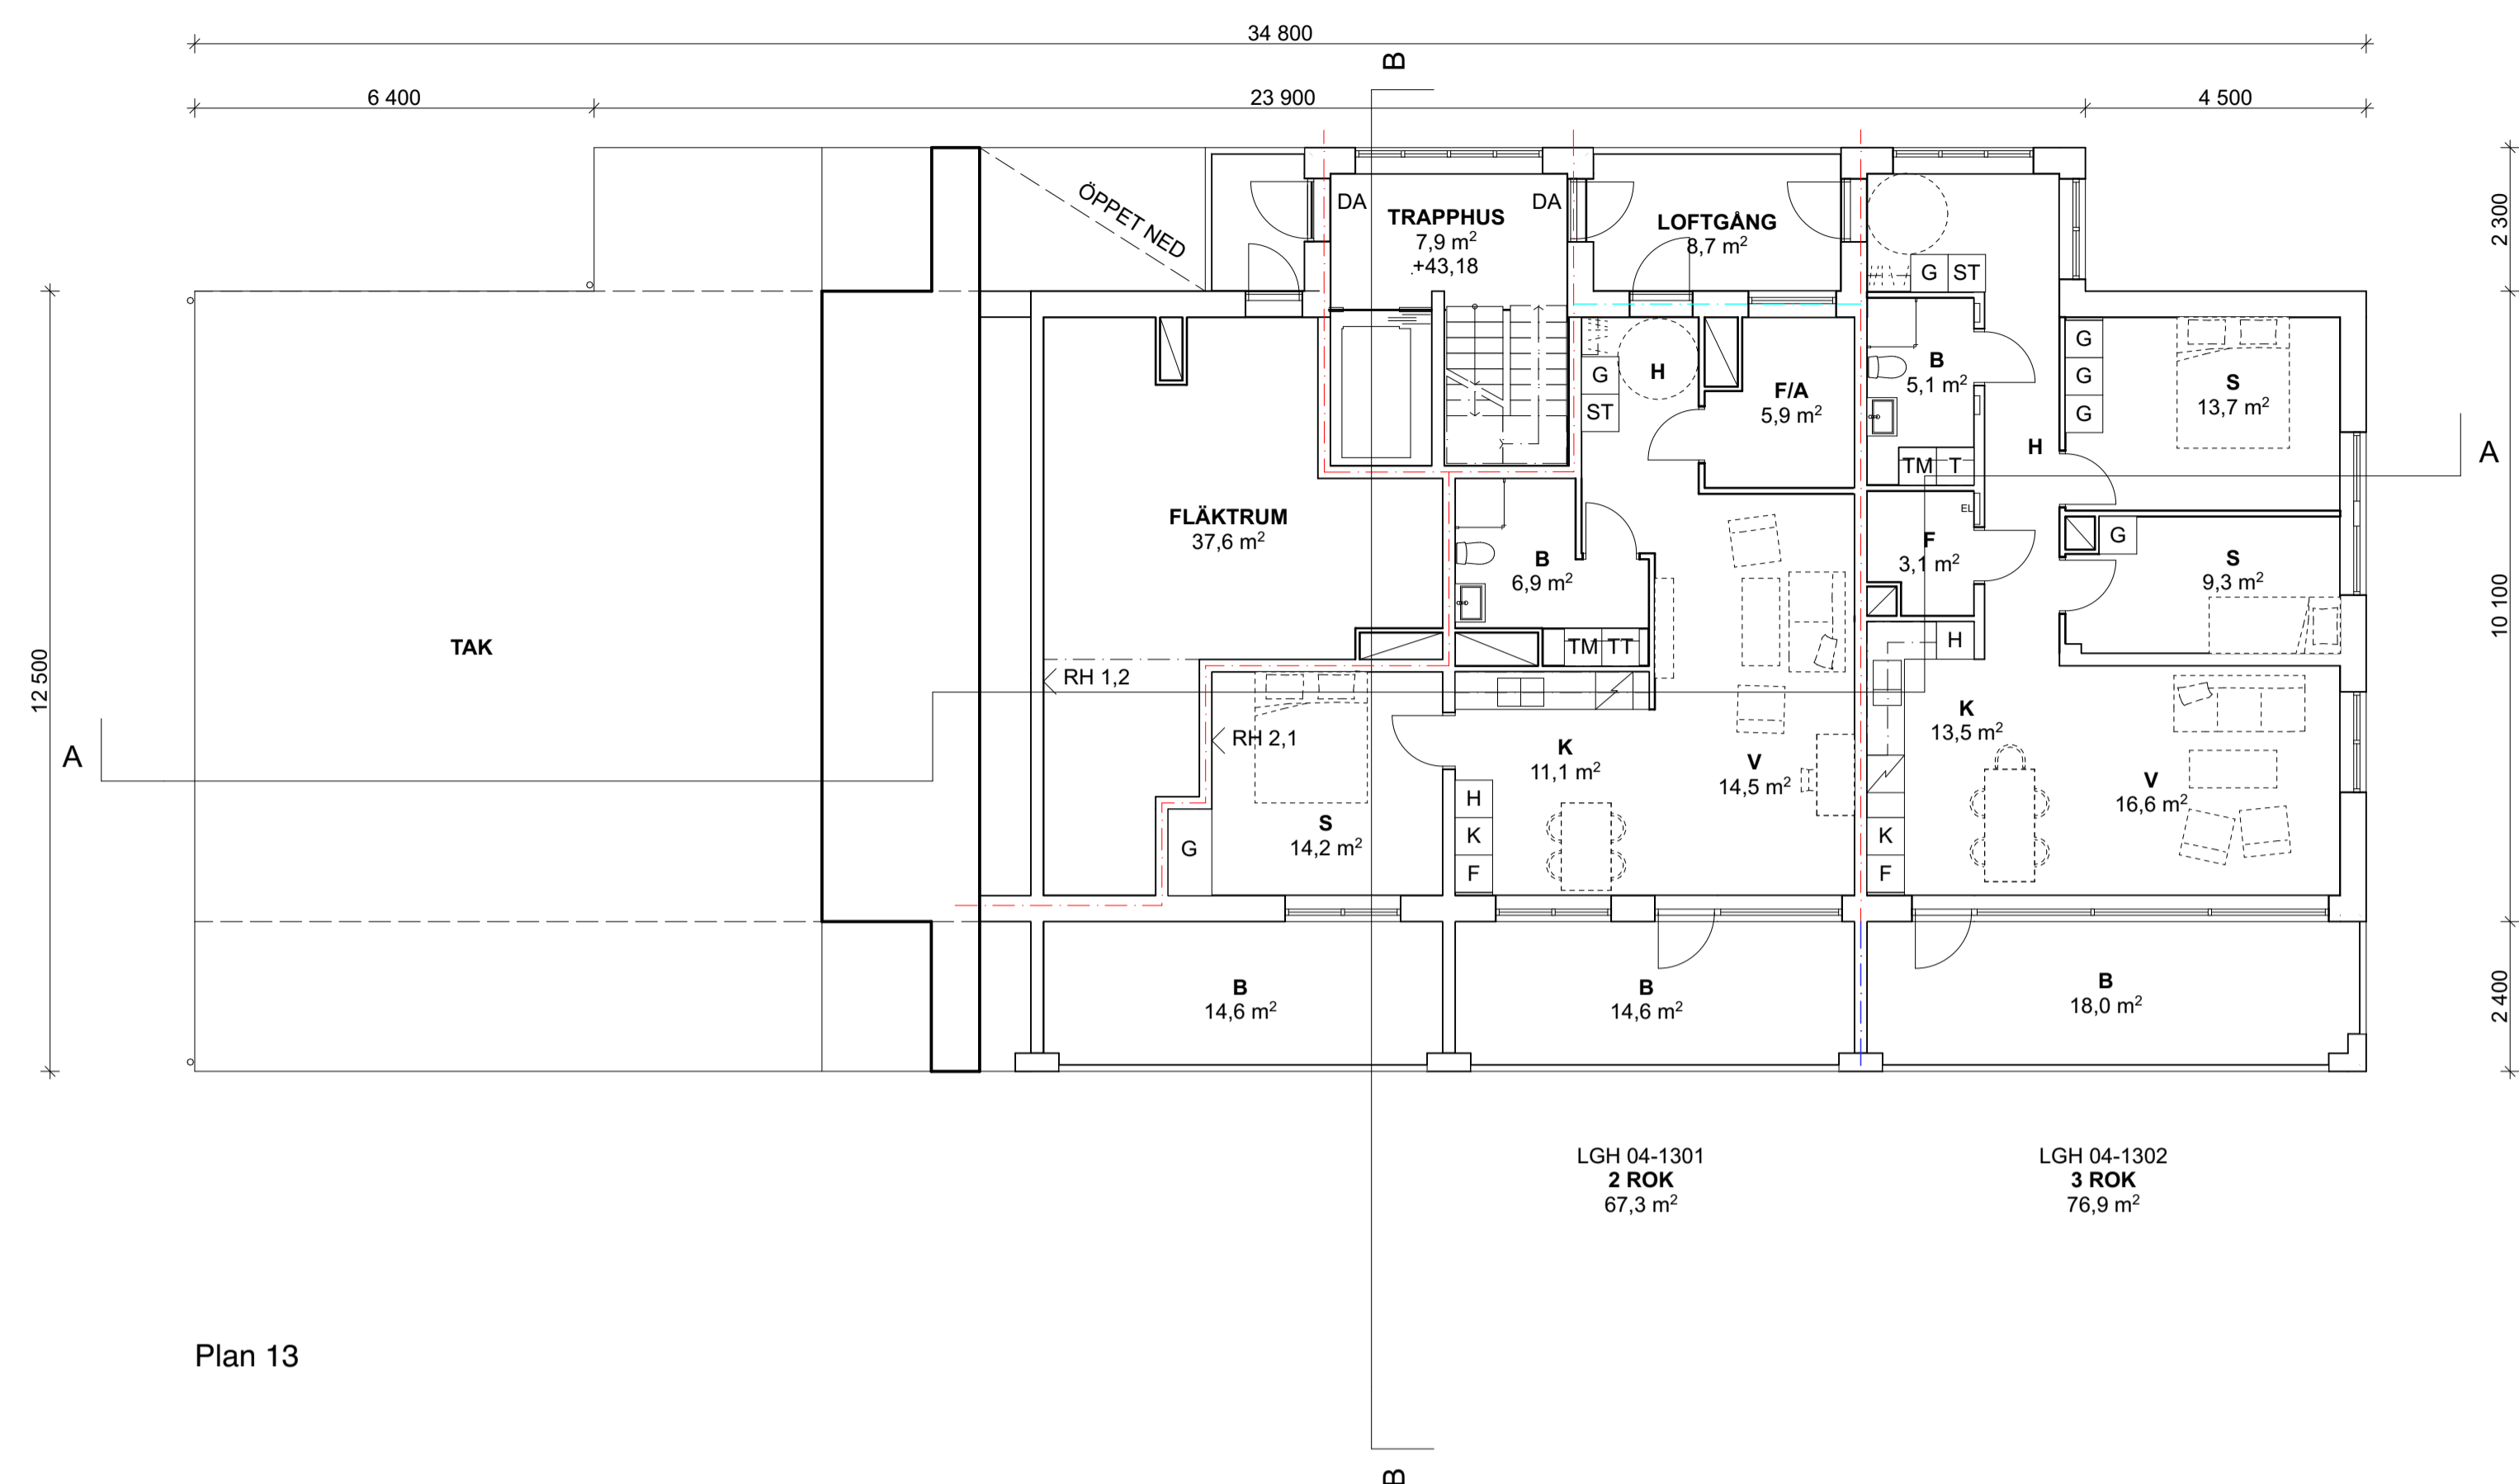 34 800
B
6 400
23 900
4 500
2 300
ÖPPET NED
DA
TRAPPHUS
7,9 m²
+43,18
DA
LOFTGÅNG
8,7 m²
G ST
G
ST
H
F/A
5,9 m²
B
5,1 m²
TM T
H
G
G
G
S
13,7 m²
A
FLÄKTRUM
37,6 m²
B
6,9 m²
TM TT
EL
F
3,1 m²
G
S
9,3 m²
10 100
12 500
TAK
RH 1,2
RH 2,1
H
A
K
11,1 m²
V
14,5 m²
K
13,5 m²
V
16,6 m²
G
S
14,2 m²
H
K
F
K
F
B
14,6 m²
B
14,6 m²
B
18,0 m²
2 400
LGH 04-1301
2 ROK
67,3 m²
LGH 04-1302
3 ROK
76,9 m²
Plan 13
B